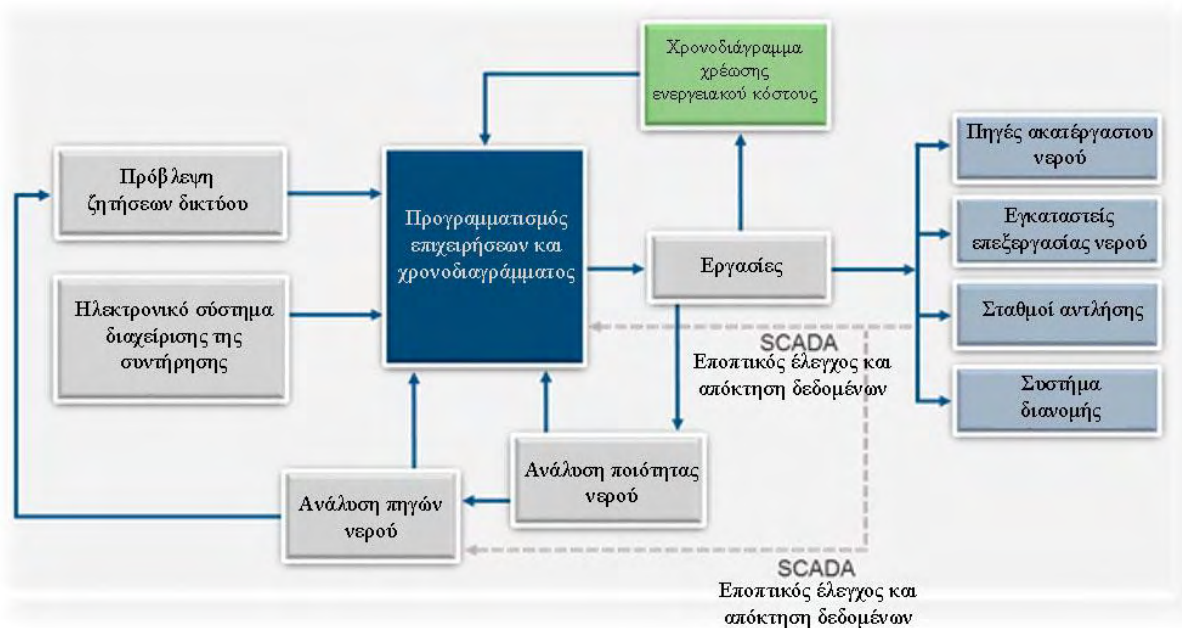 Χρονοδιάγραμμα
χρέωσης
ενεργειακού κόστους
Πρόβλεψη
ζητήσεων δικτύου
Ηλεκτρονικό σύστημα
διαχείρισης της
συντήρησης
Προγραμματισμός
επιχειρήσεων και
χρονοδιαγράμματος
Εργασίες
Πηγές ακατέργαστου
νερού
Εγκαταστείς
επεξεργασίας νερού
Σταθμοί αντλήσης
Συστήμα
διανομής
SCADA
Εποπτικός έλεγχος και
απόκτηση δεδομένων
Ανάλυση ποιότητας
νερού
Ανάλυση πηγών
νερού
SCADA
Εποπτικός έλεγχος και
απόκτηση δεδομένων